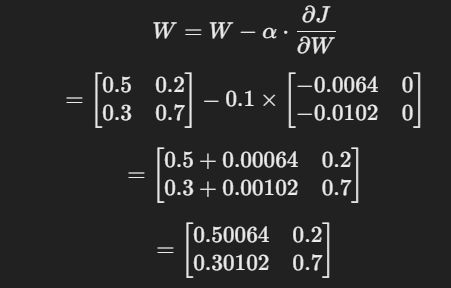 W = W − α · ∂J/∂W
= [0.5 0.2
0.3 0.7] − 0.1 × [−0.0064 0
−0.0102 0]
= [0.5 + 0.00064 0.2
0.3 + 0.00102 0.7]
= [0.50064 0.2
0.30102 0.7]